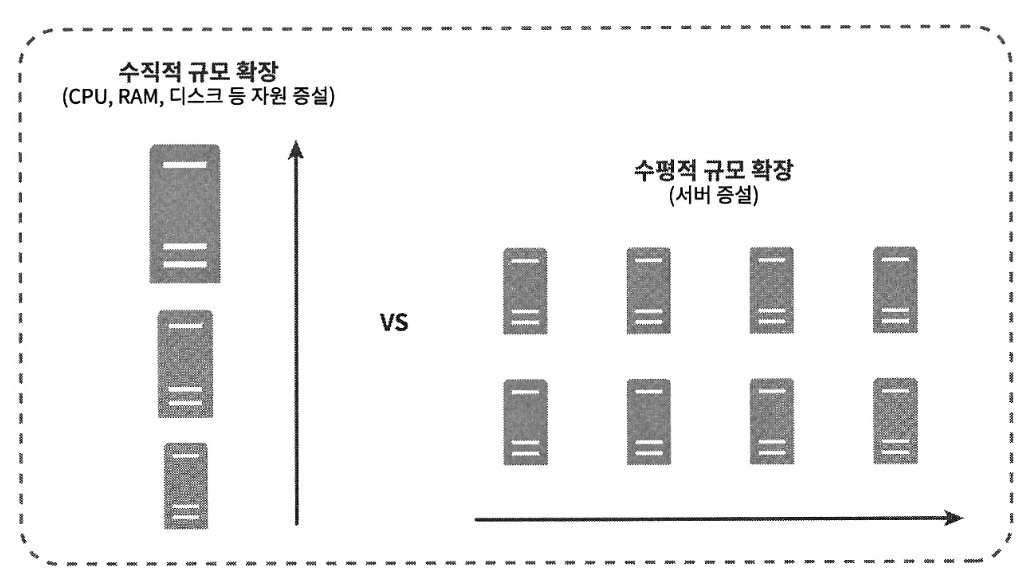 수직적 규모 확장
(CPU, RAM, 디스크 등 자원 증설)
VS
수평적 규모 확장
(서버 증설)